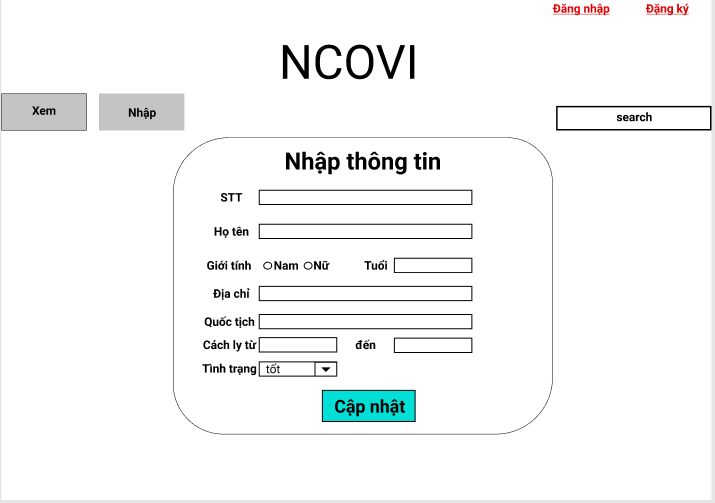 Đăng nhập Đặng ký
NCOVI
Xem Nhập search
Nhập thông tin
STT
Họ tên
Giới tính Nam Nữ Tuổi
Địa chỉ
Quốc tịch
Cách ly từ đến
Tình trạng tốt
Cập nhật